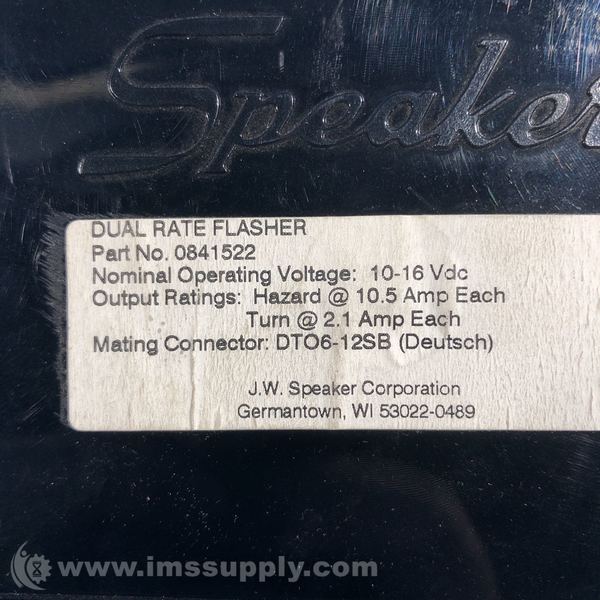 Speaker
DUAL RATE FLASHER
Part No. 0841522
Nominal Operating Voltage: 10-16 Vdc
Output Ratings: Hazard @ 10.5 Amp Each
Turn @ 2.1 Amp Each
Mating Connector: DTO6-12SB (Deutsch)
J.W. Speaker Corporation
Germantown, WI 53022-0489
www.imssupply.com